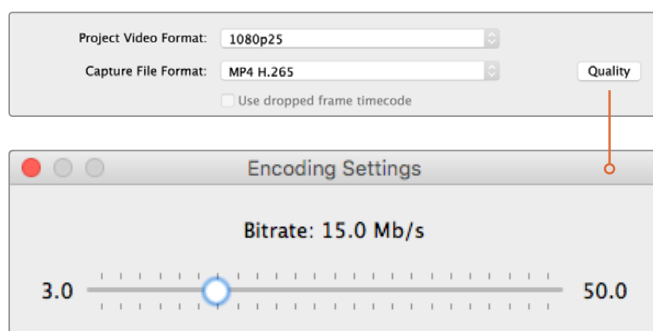 Project Video Format: 1080p25
Capture File Format: MP4 H.265 Quality
Use dropped frame timecode
Encoding Settings
Bitrate: 15.0 Mb/s
3.0 50.0